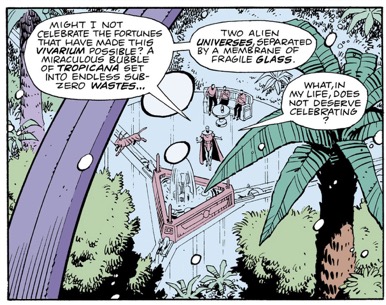 MIGHT I NOT
CELEBRATE THE FORTUNES
THAT HAVE MADE THIS
VIVARIUM POSSIBLE? A
MIRACULOUS BUBBLE
OF TROPICANA SET
INTO ENDLESS SUB-
ZERO WASTES...
TWO ALIEN
UNIVERSES, SEPARATED
BY A MEMBRANE OF
FRAGILE GLASS.
WHAT, IN
MY LIFE, DOES
NOT DESERVE
CELEBRATING
?